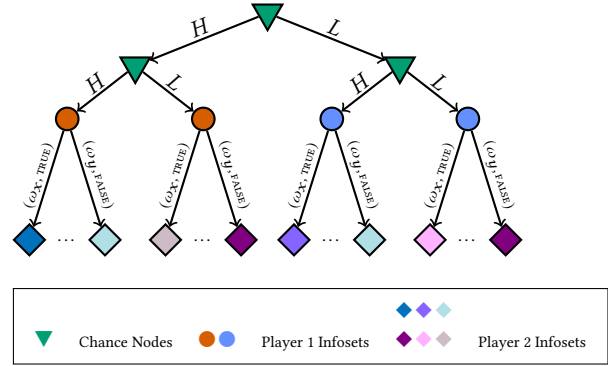 H L
H L H L
(ωx, TRUE) (ωy, FALSE) (ωx, TRUE) (ωy, FALSE) (ωx, TRUE) (ωy, FALSE) (ωx, TRUE) (ωy, FALSE)
... ... ... ...
Chance Nodes Player 1 Infosets Player 2 Infosets